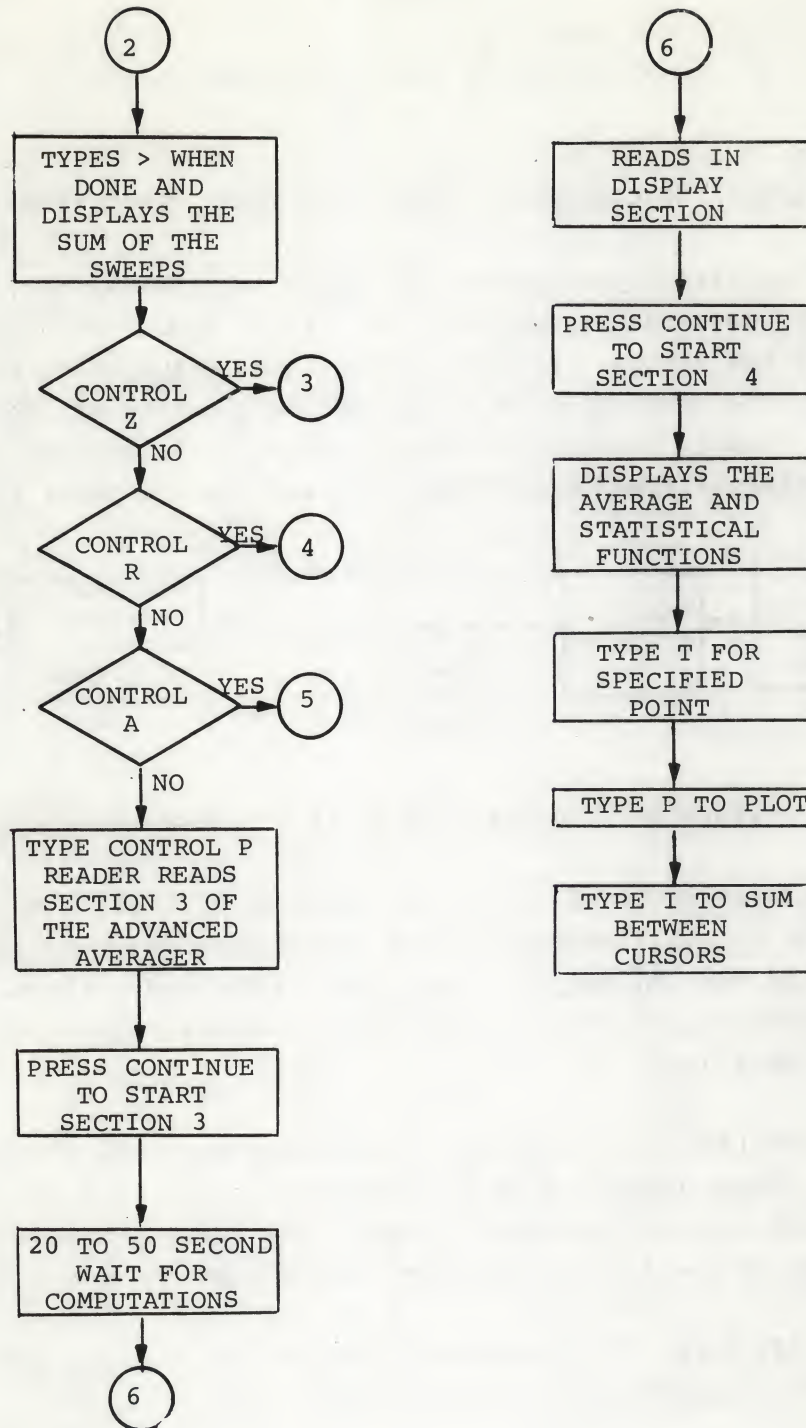 2
TYPES > WHEN
DONE AND
DISPLAYS THE
SUM OF THE
SWEEPS
CONTROL
Z
YES
3
NO
CONTROL
R
YES
4
NO
CONTROL
A
YES
5
NO
TYPE CONTROL P
READER READS
SECTION 3 OF
THE ADVANCED
AVERAGER
PRESS CONTINUE
TO START
SECTION 3
20 TO 50 SECOND
WAIT FOR
COMPUTATIONS
6
6
READS IN
DISPLAY
SECTION
PRESS CONTINUE
TO START
SECTION 4
DISPLAYS THE
AVERAGE AND
STATISTICAL
FUNCTIONS
TYPE T FOR
SPECIFIED
POINT
TYPE P TO PLOT
TYPE I TO SUM
BETWEEN
CURSORS